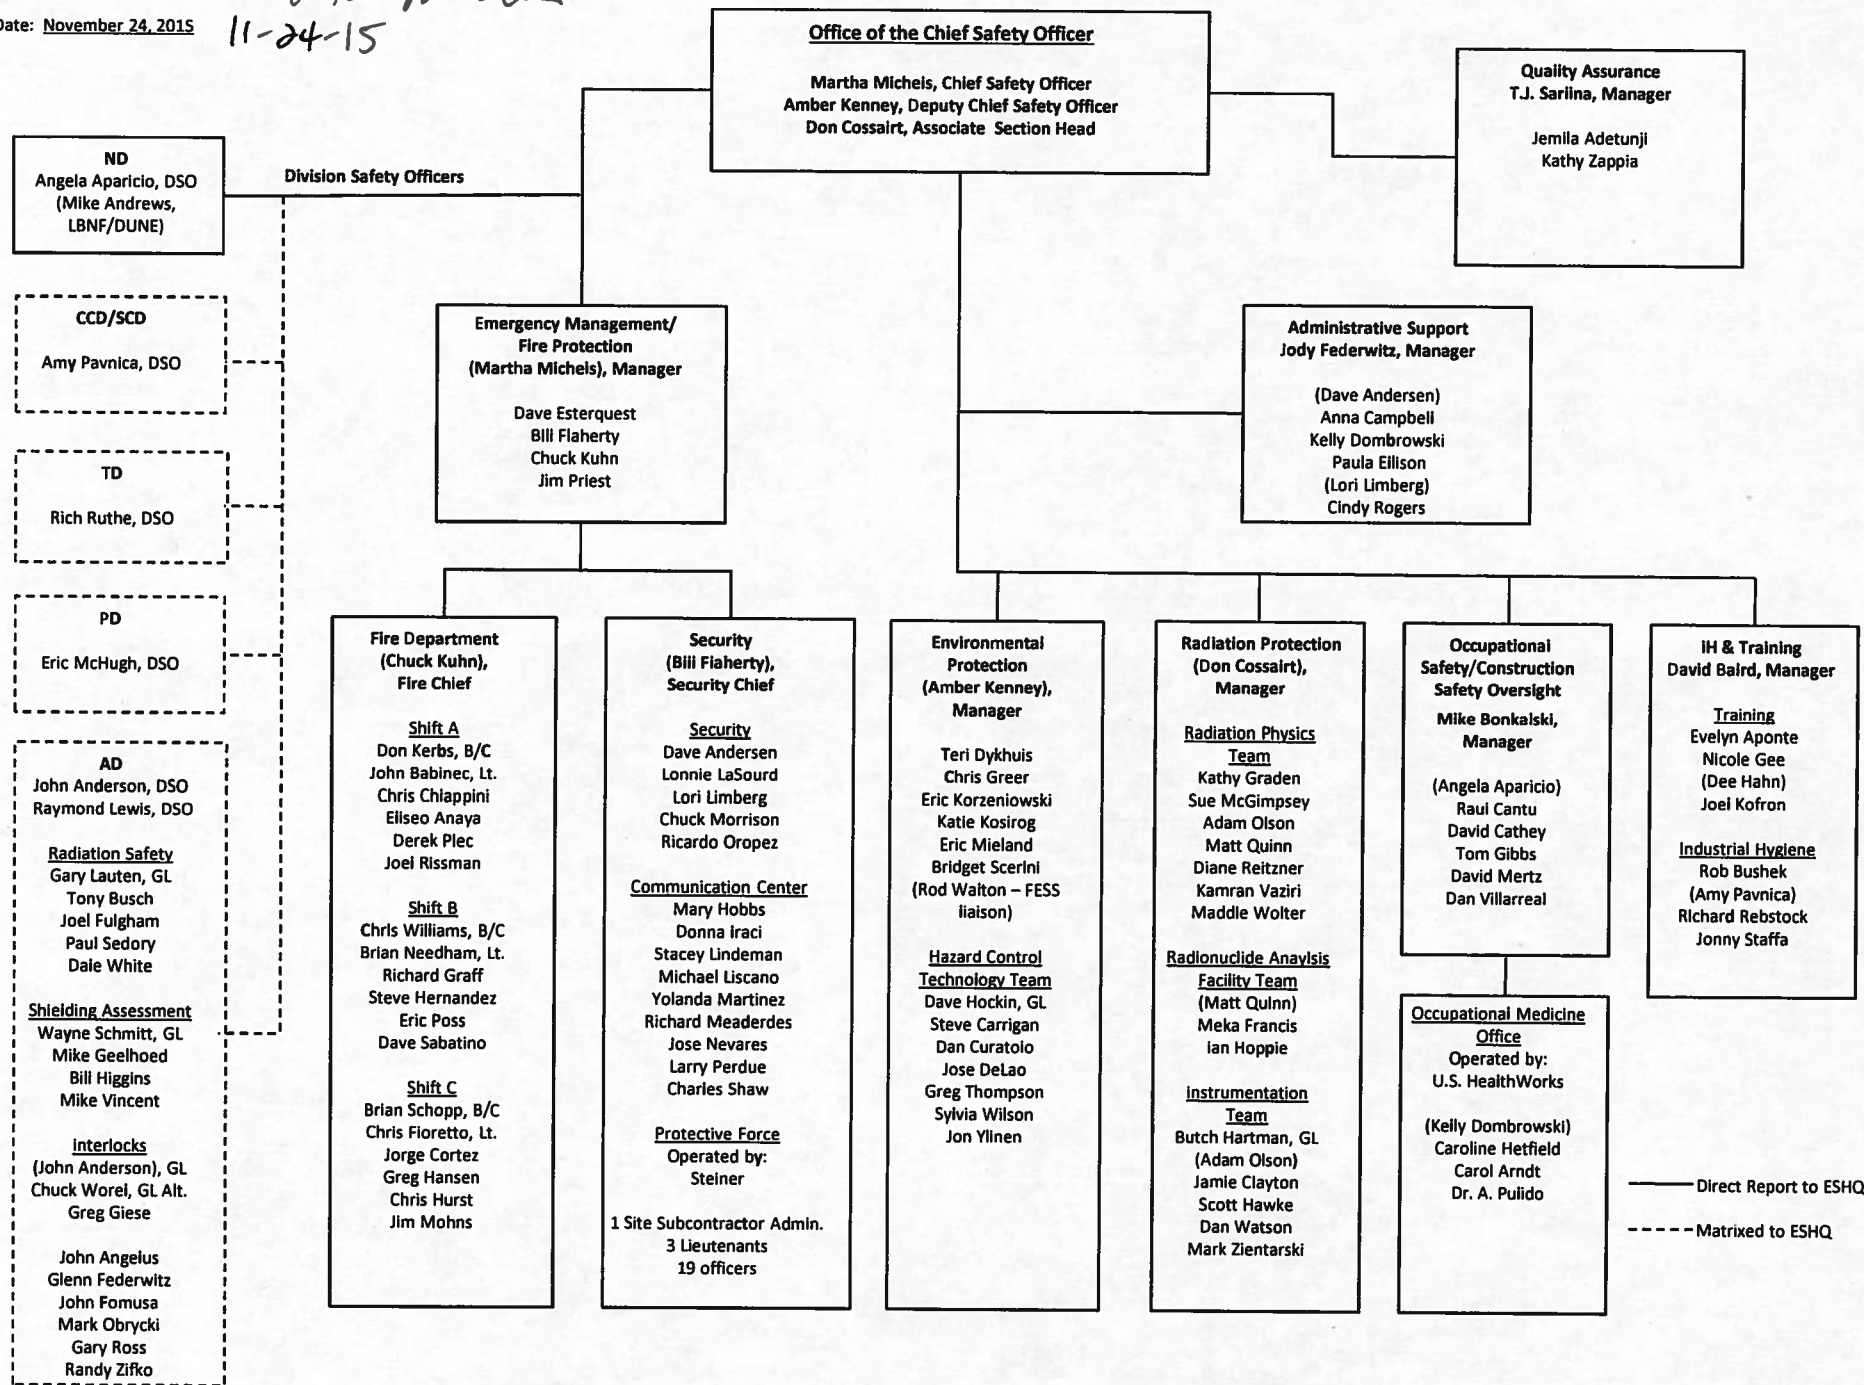 Date: November 24, 2015
11-24-15
Office of the Chief Safety Officer
Martha Michels, Chief Safety Officer
Amber Kenney, Deputy Chief Safety Officer
Don Cossairt, Associate Section Head
Quality Assurance
T.J. Sarlina, Manager
Jemila Adetunji
Kathy Zappia
ND
Angela Aparicio, DSO
(Mike Andrews,
LBNF/DUNE)
Division Safety Officers
CCD/SCD
Amy Pavnica, DSO
TD
Rich Ruthe, DSO
PD
Eric McHugh, DSO
AD
John Anderson, DSO
Raymond Lewis, DSO
Radiation Safety
Gary Lauten, GL
Tony Busch
Joel Fulgham
Paul Sedory
Dale White
Shielding Assessment
Wayne Schmitt, GL
Mike Geelhoed
Bill Higgins
Mike Vincent
Interlocks
(John Anderson), GL
Chuck Worel, GL Alt.
Greg Giese
John Angelus
Glenn Federwitz
John Fomusa
Mark Obrycki
Gary Ross
Randy Zifko
Emergency Management/
Fire Protection
(Martha Michels), Manager
Dave Esterquest
Bill Flaherty
Chuck Kuhn
Jim Priest
Administrative Support
Jody Federwitz, Manager
(Dave Andersen)
Anna Campbell
Kelly Dombrowski
Paula Ellison
(Lori Limberg)
Cindy Rogers
Fire Department
(Chuck Kuhn),
Fire Chief
Shift A
Don Kerbs, B/C
John Babinec, Lt.
Chris Chiappini
Eliseo Anaya
Derek Plec
Joel Rissman
Shift B
Chris Williams, B/C
Brian Needham, Lt.
Richard Graff
Steve Hernandez
Eric Poss
Dave Sabatino
Shift C
Brian Schopp, B/C
Chris Fioretto, Lt.
Jorge Cortez
Greg Hansen
Chris Hurst
Jim Mohns
Security
(Bill Flaherty),
Security Chief
Security
Dave Andersen
Lonnie LaSourd
Lori Limberg
Chuck Morrison
Ricardo Oropez
Communication Center
Mary Hobbs
Donna Iraci
Stacey Lindeman
Michael Liscano
Yolanda Martinez
Richard Meaderdes
Jose Nevares
Larry Perdue
Charles Shaw
Protective Force
Operated by:
Steiner
1 Site Subcontractor Admin.
3 Lieutenants
19 officers
Environmental
Protection
(Amber Kenney),
Manager
Teri Dykhuis
Chris Greer
Eric Korzeniowski
Katie Kosirog
Eric Mieland
Bridget Scerini
(Rod Walton – FESS
liaison)
Hazard Control
Technology Team
Dave Hockin, GL
Steve Carrigan
Dan Curatolo
Jose DeLao
Greg Thompson
Sylvia Wilson
Jon Ylinen
Radiation Protection
(Don Cossairt),
Manager
Radiation Physics
Team
Kathy Graden
Sue McGimpsey
Adam Olson
Matt Quinn
Diane Reitzner
Kamran Vaziri
Maddie Wolter
Radionuclide Anaylsis
Facility Team
(Matt Quinn)
Meka Francis
Ian Hoppie
Instrumentation
Team
Butch Hartman, GL
(Adam Olson)
Jamie Clayton
Scott Hawke
Dan Watson
Mark Zientarski
Occupational
Safety/Construction
Safety Oversight
Mike Bonkalski,
Manager
(Angela Aparicio)
Raul Cantu
David Cathey
Tom Gibbs
David Mertz
Dan Villarreal
Occupational Medicine
Office
Operated by:
U.S. HealthWorks
(Kelly Dombrowski)
Caroline Hetfield
Carol Arndt
Dr. A. Pulido
IH & Training
David Baird, Manager
Training
Evelyn Aponte
Nicole Gee
(Dee Hahn)
Joel Kofron
Industrial Hygiene
Rob Bushek
(Amy Pavnica)
Richard Rebstock
Jonny Staffa
Direct Report to ESHQ
Matrixed to ESHQ